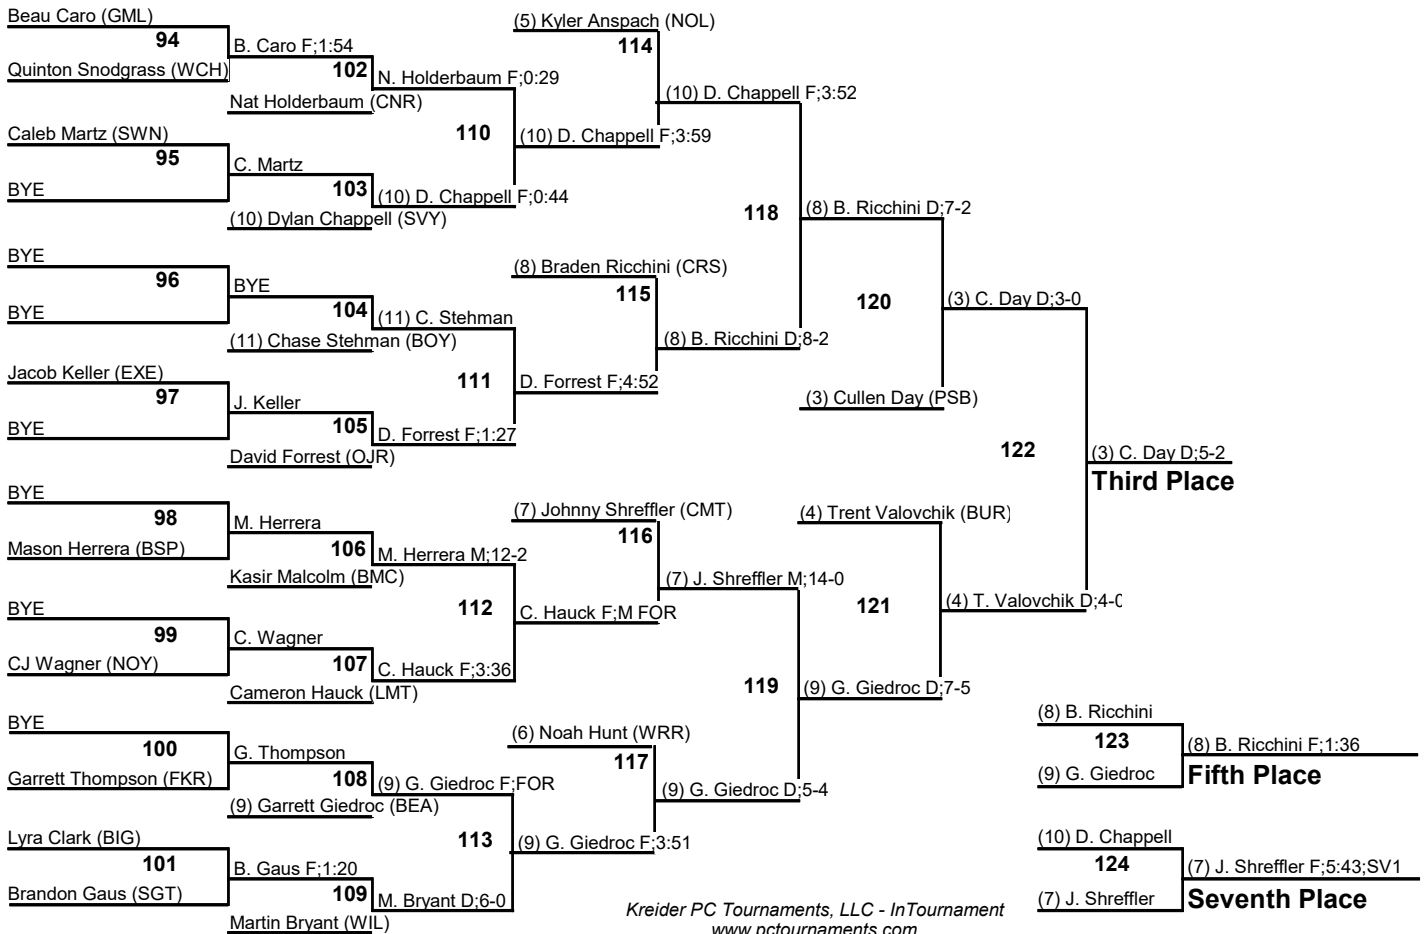 Beau Caro (GML)
94
Quinton Snodgrass (WCH)
B. Caro F;1:54
102
Nat Holderbaum (CNR)
N. Holderbaum F;0:29
Caleb Martz (SWN)
95
BYE
C. Martz
103
(10) Dylan Chappell (SVY)
(10) D. Chappell F;0:44
110
(10) D. Chappell F;3:59
(5) Kyler Anspach (NOL)
114
(10) D. Chappell F;3:52
BYE
96
BYE
BYE
104
(11) Chase Stehman (BOY)
(11) C. Stehman
Jacob Keller (EXE)
97
BYE
J. Keller
105
David Forrest (OJR)
D. Forrest F;1:27
111
D. Forrest F;4:52
(8) Braden Ricchini (CRS)
115
(8) B. Ricchini D;8-2
118
(8) B. Ricchini D;7-2
120
(3) Cullen Day (PSB)
(3) C. Day D;3-0
BYE
98
Mason Herrera (BSP)
M. Herrera
106
Kasir Malcolm (BMC)
M. Herrera M;12-2
BYE
99
CJ Wagner (NOY)
C. Wagner
107
Cameron Hauck (LMT)
C. Hauck F;3:36
112
C. Hauck F;M FOR
(7) Johnny Shreffler (CMT)
116
(7) J. Shreffler M;14-0
BYE
100
Garrett Thompson (FKR)
G. Thompson
108
(9) Garrett Giedroc (BEA)
(9) G. Giedroc F;FOR
Lyra Clark (BIG)
101
Brandon Gaus (SGT)
B. Gaus F;1:20
109
Martin Bryant (WIL)
M. Bryant D;6-0
113
(9) G. Giedroc F;3:51
(6) Noah Hunt (WRR)
117
(9) G. Giedroc D;5-4
119
(9) G. Giedroc D;7-5
(4) Trent Valovchik (BUR)
121
(4) T. Valovchik D;4-0
122
(3) C. Day D;5-2
Third Place
(8) B. Ricchini
123
(9) G. Giedroc
(8) B. Ricchini F;1:36
Fifth Place
(10) D. Chappell
124
(7) J. Shreffler
(7) J. Shreffler F;5:43;SV1
Seventh Place
Kreider PC Tournaments, LLC - InTournament
www.pctournaments.com